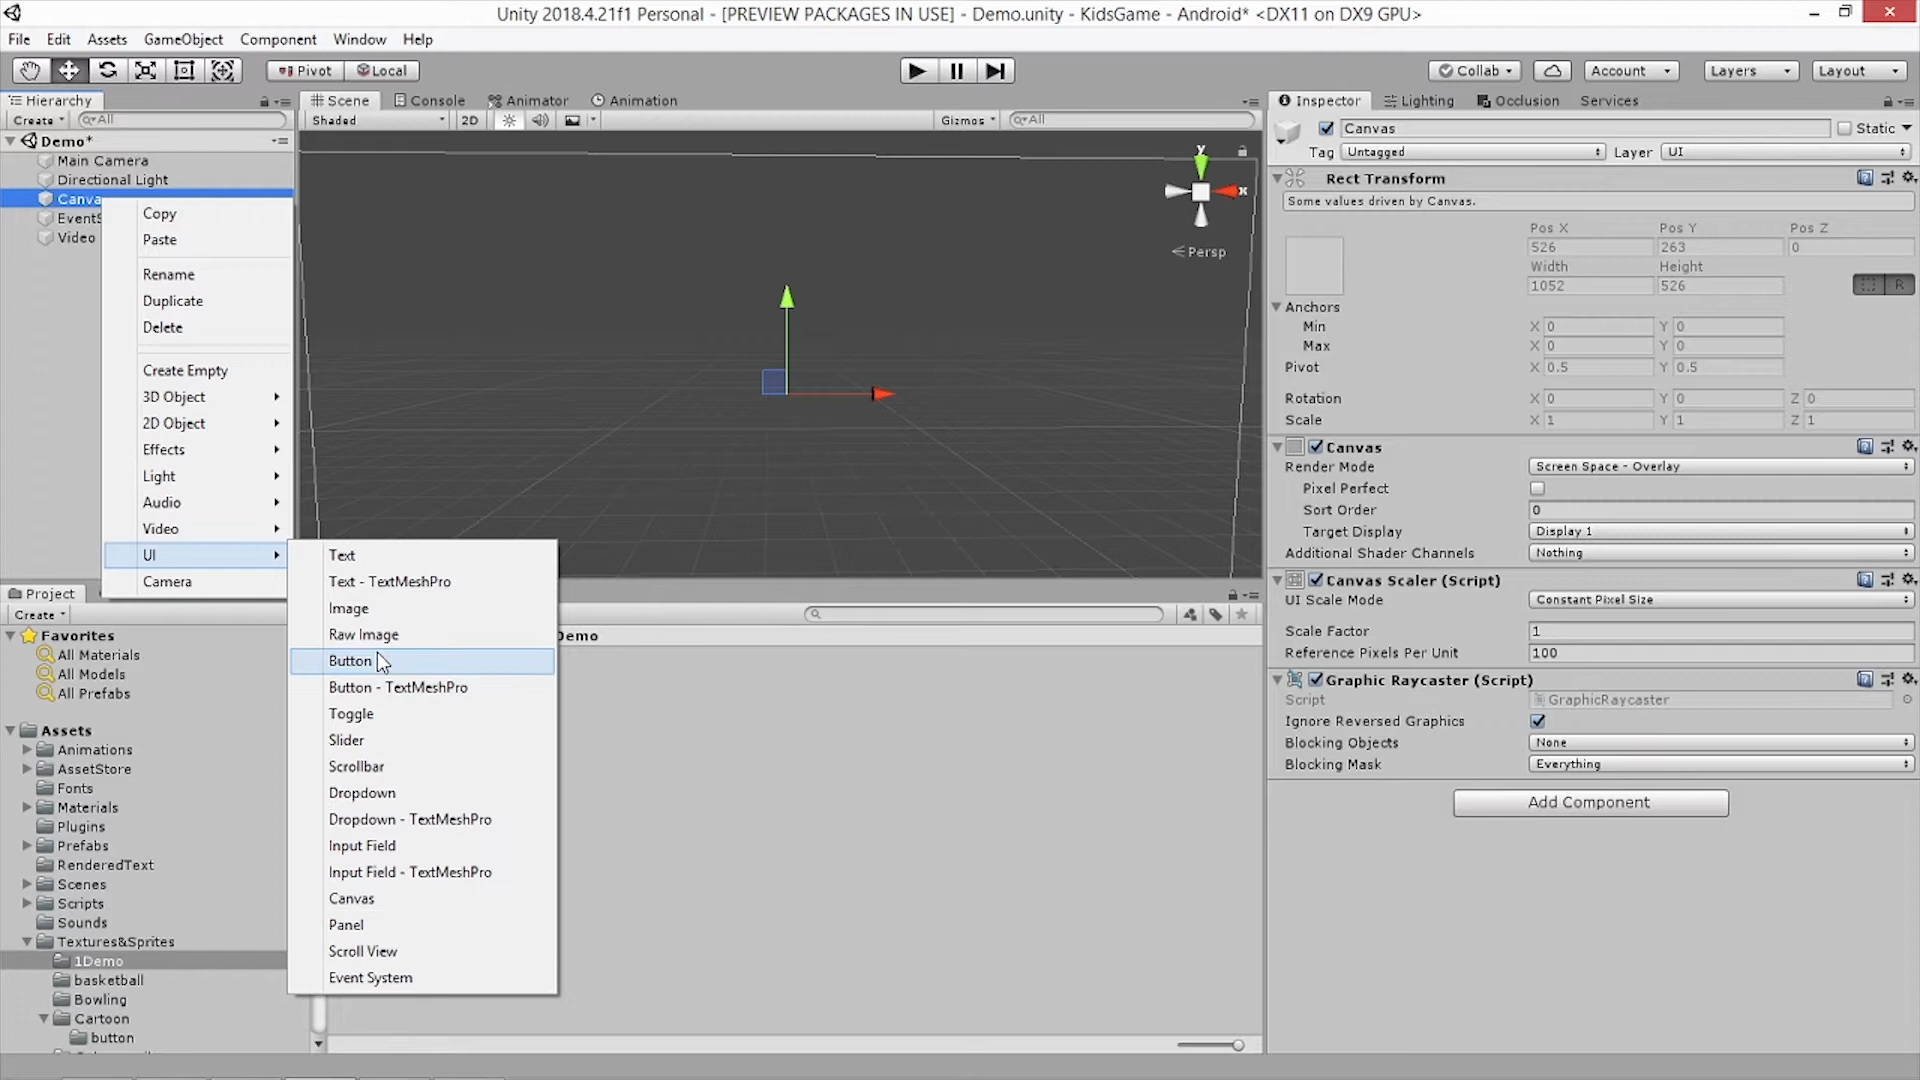 Unity 2018.4.21f1 Personal - [PREVIEW PACKAGES IN USE] - Demo.unity - KidsGame - Android* <DX11 on DX9 GPU>
File Edit Assets GameObject Component Window Help
Pivot Local Collab Account Layers Layout
Hierarchy
Create All
Demo*
Main Camera
Directional Light
Canva
EventS
Video
Copy
Paste
Rename
Duplicate
Delete
Create Empty
3D Object
2D Object
Effects
Light
Audio
Video
UI
Camera
Text
Text - TextMeshPro
Image
Raw Image
Button
Button - TextMeshPro
Toggle
Slider
Scrollbar
Dropdown
Dropdown - TextMeshPro
Input Field
Input Field - TextMeshPro
Canvas
Panel
Scroll View
Event System
Scene Console Animator Animation
Shaded 2D Gizmos All
y
x
Persp
Project
Create
Demo
Favorites
All Materials
All Models
All Prefabs
Assets
Animations
AssetStore
Fonts
Materials
Plugins
Prefabs
RenderedText
Scenes
Scripts
Sounds
Textures&Sprites
1Demo
basketball
Bowling
Cartoon
button
Inspector Lighting Occlusion Services
Canvas Static
Tag Untagged Layer UI
Rect Transform
Some values driven by Canvas.
Pos X Pos Y Pos Z
526 263 0
Width Height
1052 526 R
Anchors
Min X 0 Y 0
Max X 0 Y 0
Pivot X 0.5 Y 0.5
Rotation X 0 Y 0 Z 0
Scale X 1 Y 1 Z 1
Canvas
Render Mode Screen Space - Overlay
Pixel Perfect
Sort Order 0
Target Display Display 1
Additional Shader Channels Nothing
Canvas Scaler (Script)
UI Scale Mode Constant Pixel Size
Scale Factor 1
Reference Pixels Per Unit 100
Graphic Raycaster (Script)
Script GraphicRaycaster
Ignore Reversed Graphics
Blocking Objects None
Blocking Mask Everything
Add Component